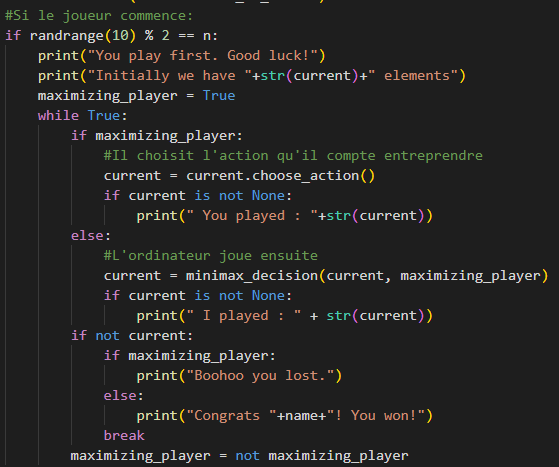 #Si le joueur commence:
if randrange(10) % 2 == n:
    print("You play first. Good luck!")
    print("Initially we have "+str(current)+" elements")
    maximizing_player = True
    while True:
        if maximizing_player:
            #Il choisit l'action qu'il compte entreprendre
            current = current.choose_action()
            if current is not None:
                print(" You played : "+str(current))
        else:
            #L'ordinateur joue ensuite
            current = minimax_decision(current, maximizing_player)
            if current is not None:
                print(" I played : " + str(current))
        if not current:
            if maximizing_player:
                print("Boohoo you lost.")
            else:
                print("Congrats "+name+"! You won!")
            break
        maximizing_player = not maximizing_player